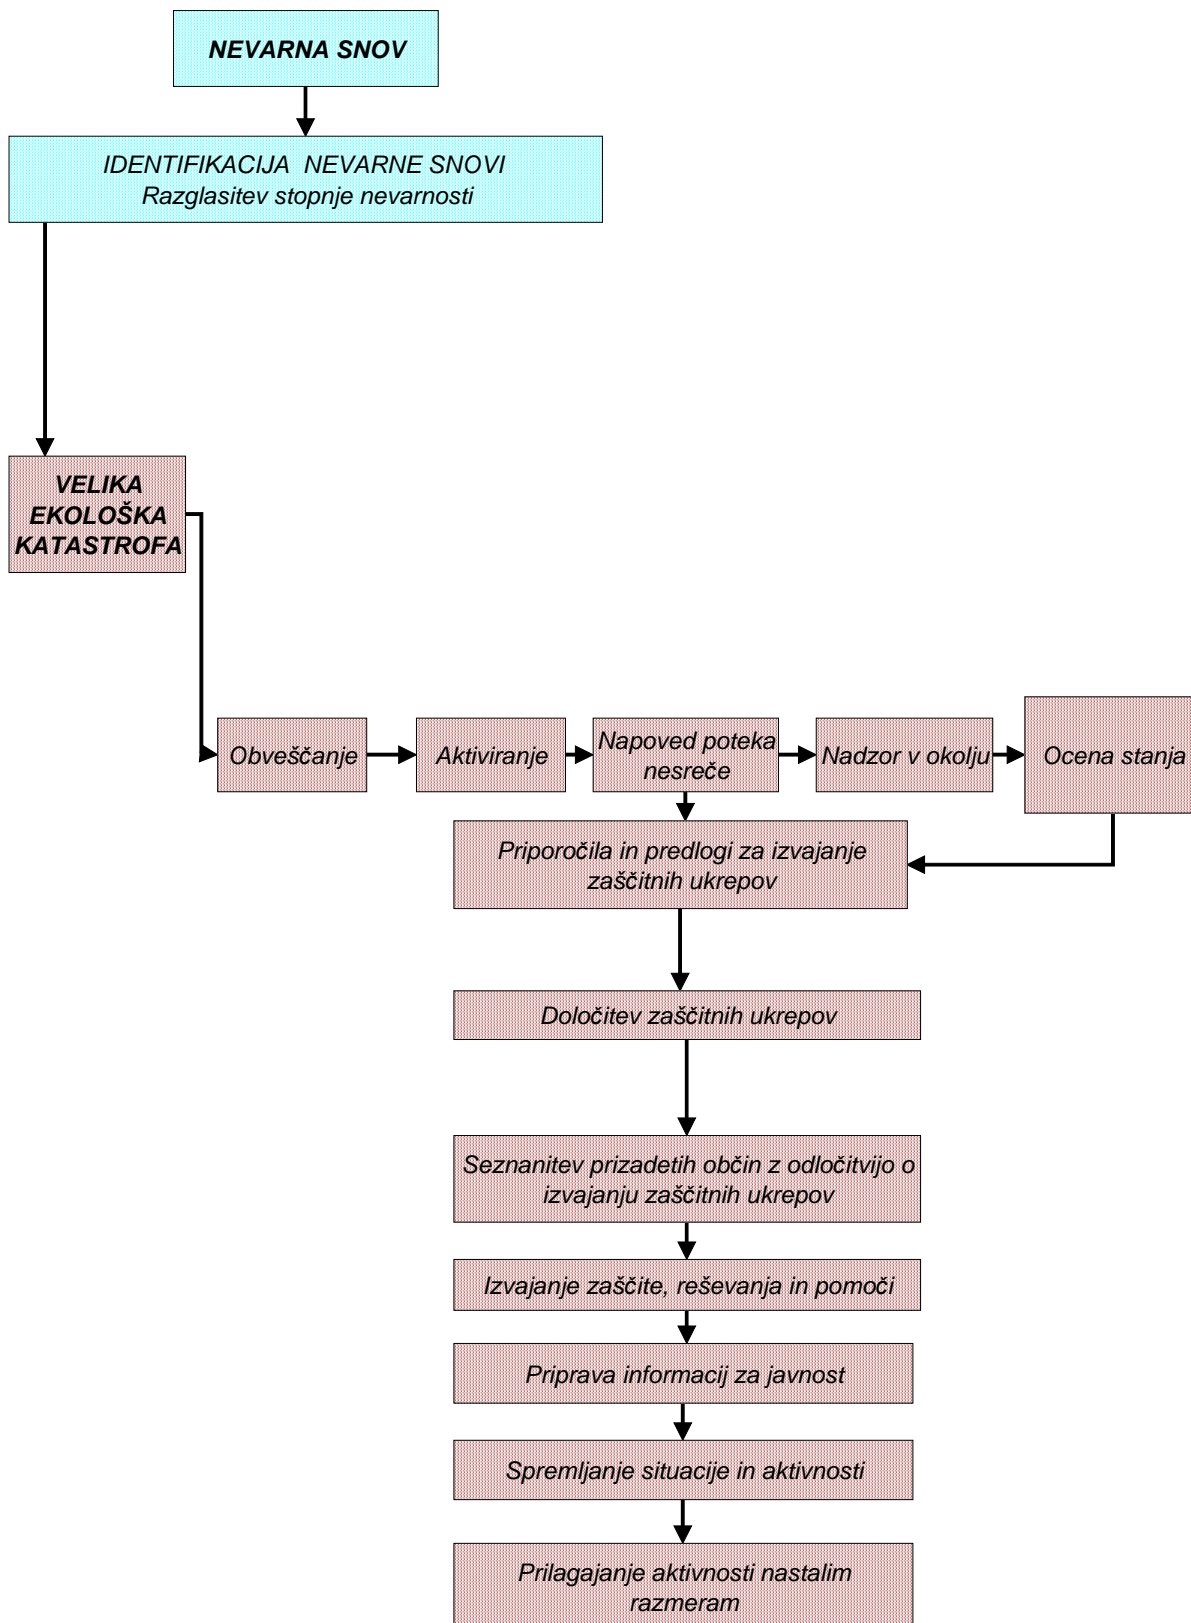 NEVARNA SNOV
IDENTIFIKACIJA NEVARNE SNOVI
Razglasitev stopnje nevarnosti
VELIKA
EKOLOŠKA
KATASTROFA
Obveščanje
Aktiviranje
Napoved poteka
nesreče
Nadzor v okolju
Ocena stanja
Priporočila in predlogi za izvajanje
zaščitnih ukrepov
Določitev zaščitnih ukrepov
Seznanitev prizadetih občin z odločitvijo o
izvajanju zaščitnih ukrepov
Izvajanje zaščite, reševanja in pomoči
Priprava informacij za javnost
Spremljanje situacije in aktivnosti
Prilagajanje aktivnosti nastalim
razmeram